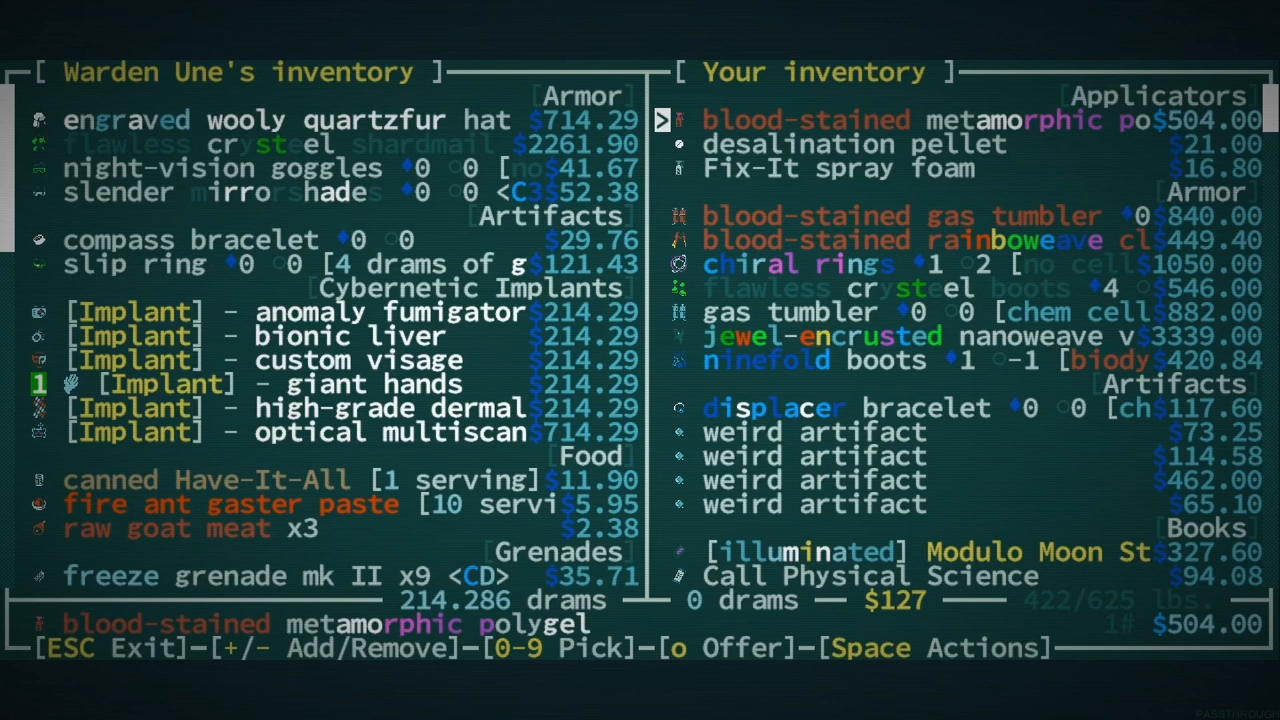 [ Warden Une's inventory ]
[Armor]
engraved wooly quartzfur hat $714.29
flawless crysteel shardmail $2261.90
night-vision goggles ♦0 ○0 [no $41.67
slender mirrorshades ♦0 ○0 <C3 $52.38
[Artifacts]
compass bracelet ♦0 ○0 $29.76
slip ring ♦0 ○0 [4 drams of g $121.43
[Cybernetic Implants]
[Implant] - anomaly fumigator $214.29
[Implant] - bionic liver $214.29
[Implant] - custom visage $214.29
1 [Implant] - giant hands $214.29
[Implant] - high-grade dermal $214.29
[Implant] - optical multiscan $714.29
[Food]
canned Have-It-All [1 serving] $11.90
fire ant gaster paste [10 servi $5.95
raw goat meat x3 $2.38
[Grenades]
freeze grenade mk II x9 <CD> $35.71
214.286 drams
[ Your inventory ]
[Applicators]
> blood-stained metamorphic po $504.00
desalination pellet $21.00
Fix-It spray foam $16.80
[Armor]
blood-stained gas tumbler ♦0 $840.00
blood-stained rainboweave cl $449.40
chiral rings ♦1 ○2 [no cell $1050.00
flawless crysteel boots ♦4 ○ $546.00
gas tumbler ♦0 ○0 [chem cell $882.00
jewel-encrusted nanoweave v $3339.00
ninefold boots ♦1 ○-1 [biody $420.84
[Artifacts]
displacer bracelet ♦0 ○0 [ch $117.60
weird artifact $73.25
weird artifact $114.58
weird artifact $462.00
weird artifact $65.10
[Books]
[illuminated] Modulo Moon St $327.60
Call Physical Science $94.08
0 drams — $127 — 422/625 lbs.
blood-stained metamorphic polygel 1# $504.00
[ESC Exit]-[+/- Add/Remove]-[0-9 Pick]-[o Offer]-[Space Actions]